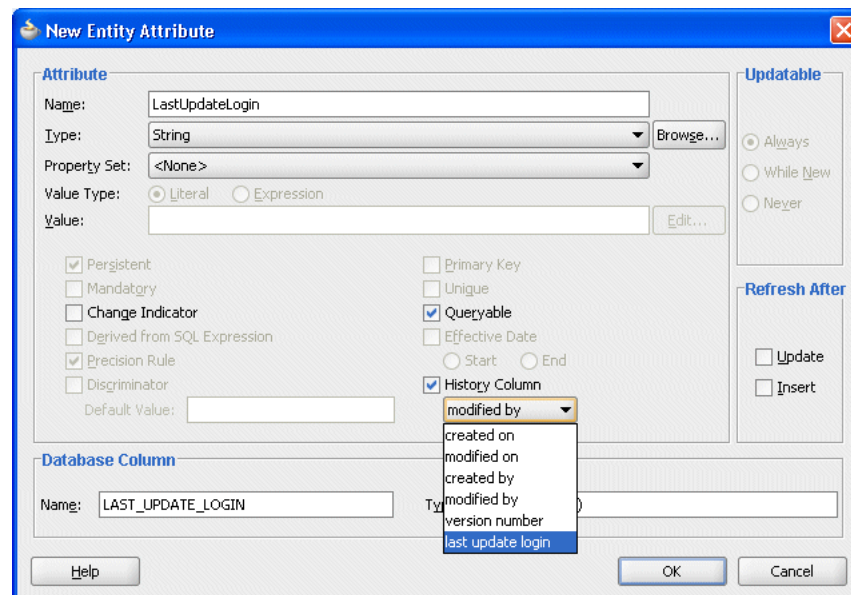 New Entity Attribute
Attribute
Name: LastUpdateLogin
Type: String Browse...
Property Set: <None>
Value Type: Literal Expression
Value: Edit...
Persistent Primary Key
Mandatory Unique
Change Indicator Queryable
Derived from SQL Expression Effective Date
Precision Rule Start End
Discriminator History Column
Default Value: modified by
created on
modified on
created by
modified by
version number
last update login
Updatable
Always
While New
Never
Refresh After
Update
Insert
Database Column
Name: LAST_UPDATE_LOGIN Ty )
Help OK Cancel